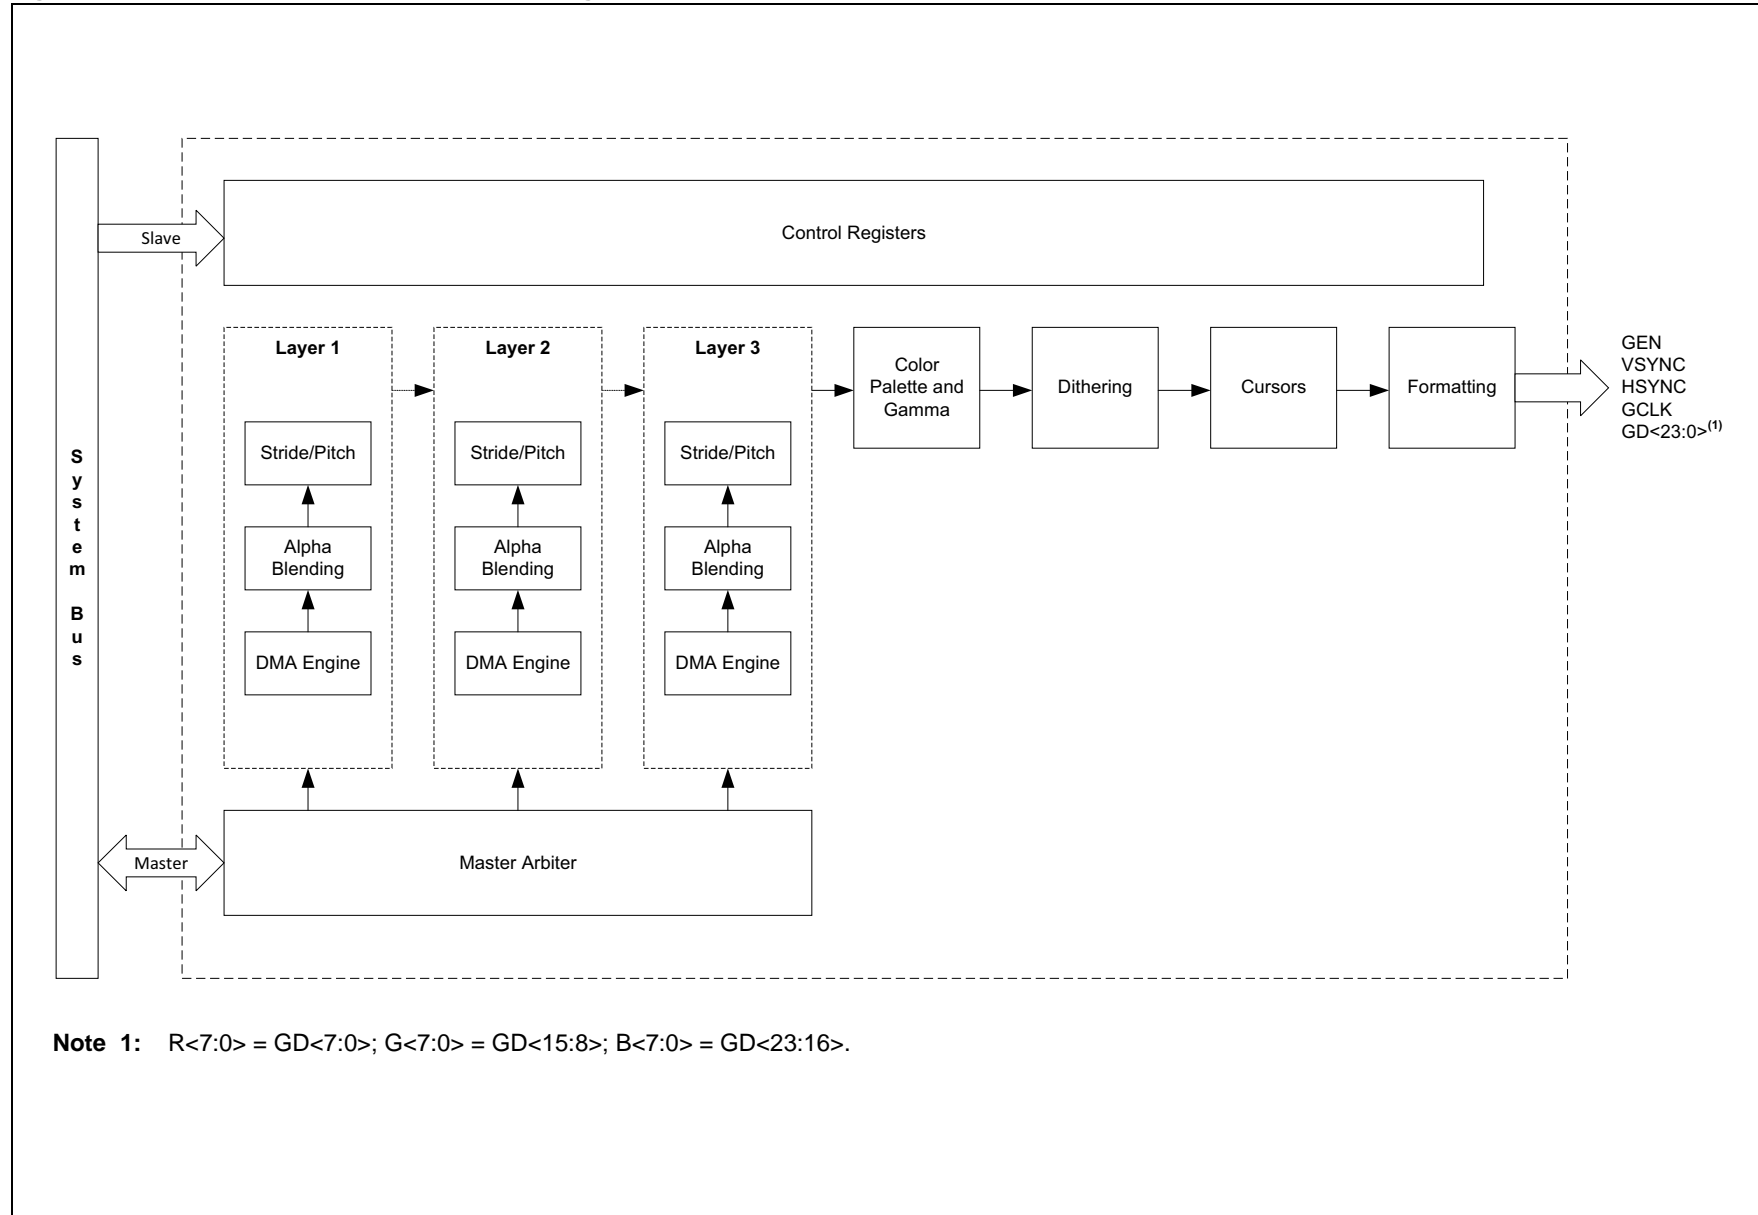 Control Registers
Slave
Layer 1
Layer 2
Layer 3
Stride/Pitch
Stride/Pitch
Stride/Pitch
Alpha
Blending
Alpha
Blending
Alpha
Blending
DMA Engine
DMA Engine
DMA Engine
Color
Palette and
Gamma
Dithering
Cursors
Formatting
GEN
VSYNC
HSYNC
GCLK
GD<23:0>(1)
System Bus
Master
Master Arbiter
Note 1: R<7:0> = GD<7:0>; G<7:0> = GD<15:8>; B<7:0> = GD<23:16>.